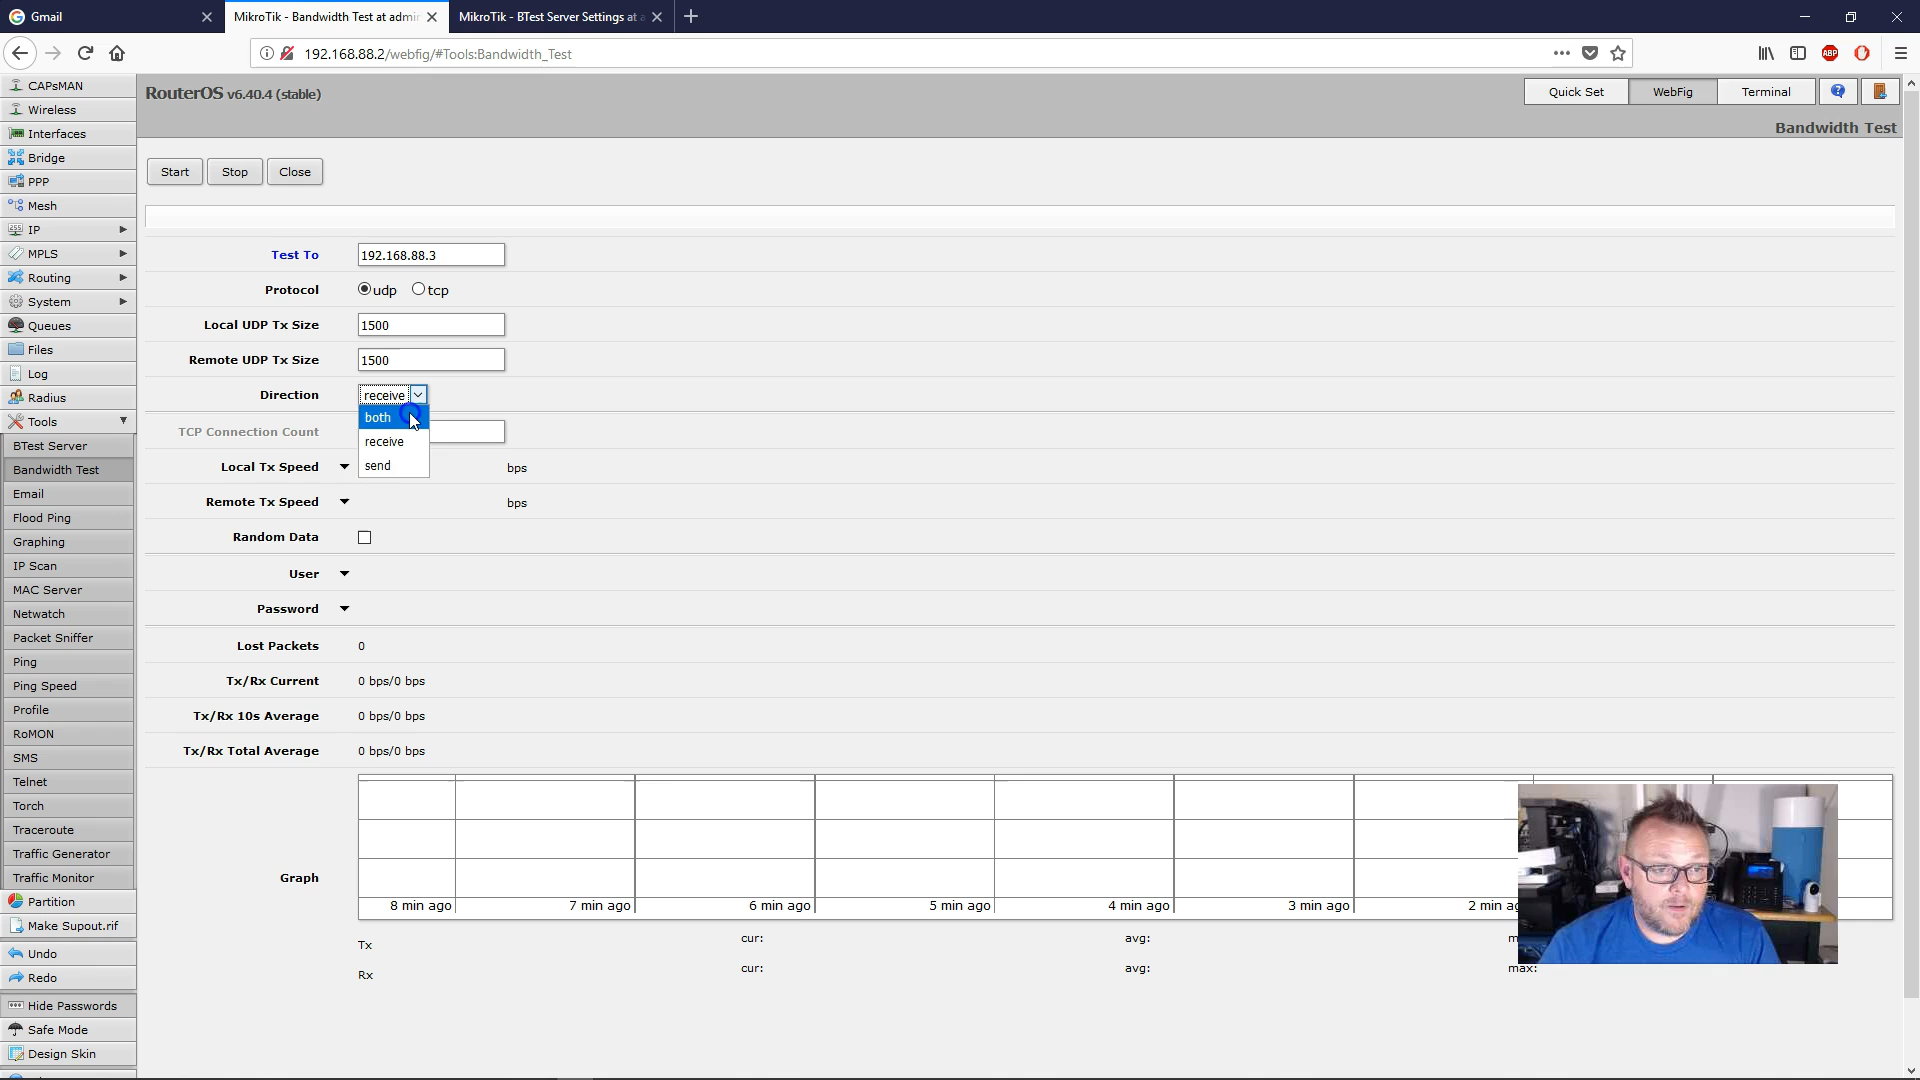 Gmail
MikroTik - Bandwidth Test at admi
MikroTik - BTest Server Settings at a
192.168.88.2/webfig/#Tools:Bandwidth_Test
ABP
CAPsMAN
Wireless
Interfaces
Bridge
PPP
Mesh
IP
MPLS
Routing
System
Queues
Files
Log
Radius
Tools
BTest Server
Bandwidth Test
Email
Flood Ping
Graphing
IP Scan
MAC Server
Netwatch
Packet Sniffer
Ping
Ping Speed
Profile
RoMON
SMS
Telnet
Torch
Traceroute
Traffic Generator
Traffic Monitor
Partition
Make Supout.rif
Undo
Redo
Hide Passwords
Safe Mode
Design Skin
RouterOS v6.40.4 (stable)
Quick Set
WebFig
Terminal
Bandwidth Test
Start
Stop
Close
Test To 192.168.88.3
Protocol udp tcp
Local UDP Tx Size 1500
Remote UDP Tx Size 1500
Direction receive
both
receive
send
TCP Connection Count
Local Tx Speed bps
Remote Tx Speed bps
Random Data
User
Password
Lost Packets 0
Tx/Rx Current 0 bps/0 bps
Tx/Rx 10s Average 0 bps/0 bps
Tx/Rx Total Average 0 bps/0 bps
Graph
8 min ago 7 min ago 6 min ago 5 min ago 4 min ago 3 min ago 2 min ag
Tx cur: avg: m
Rx cur: avg: max: